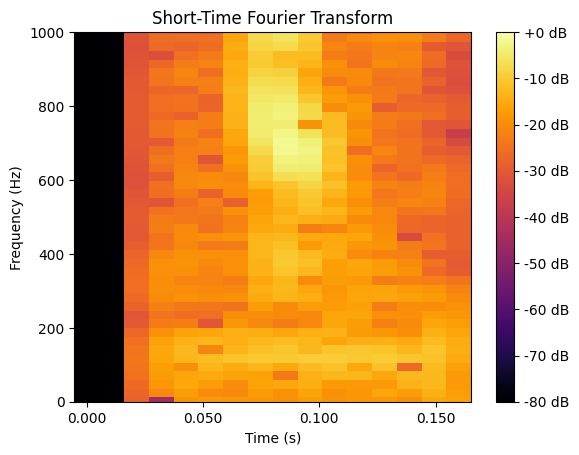 Short-Time Fourier Transform
1000
800
600
400
200
0
Frequency (Hz)
0.000
0.050
0.100
0.150
Time (s)
+0 dB
-10 dB
-20 dB
-30 dB
-40 dB
-50 dB
-60 dB
-70 dB
-80 dB